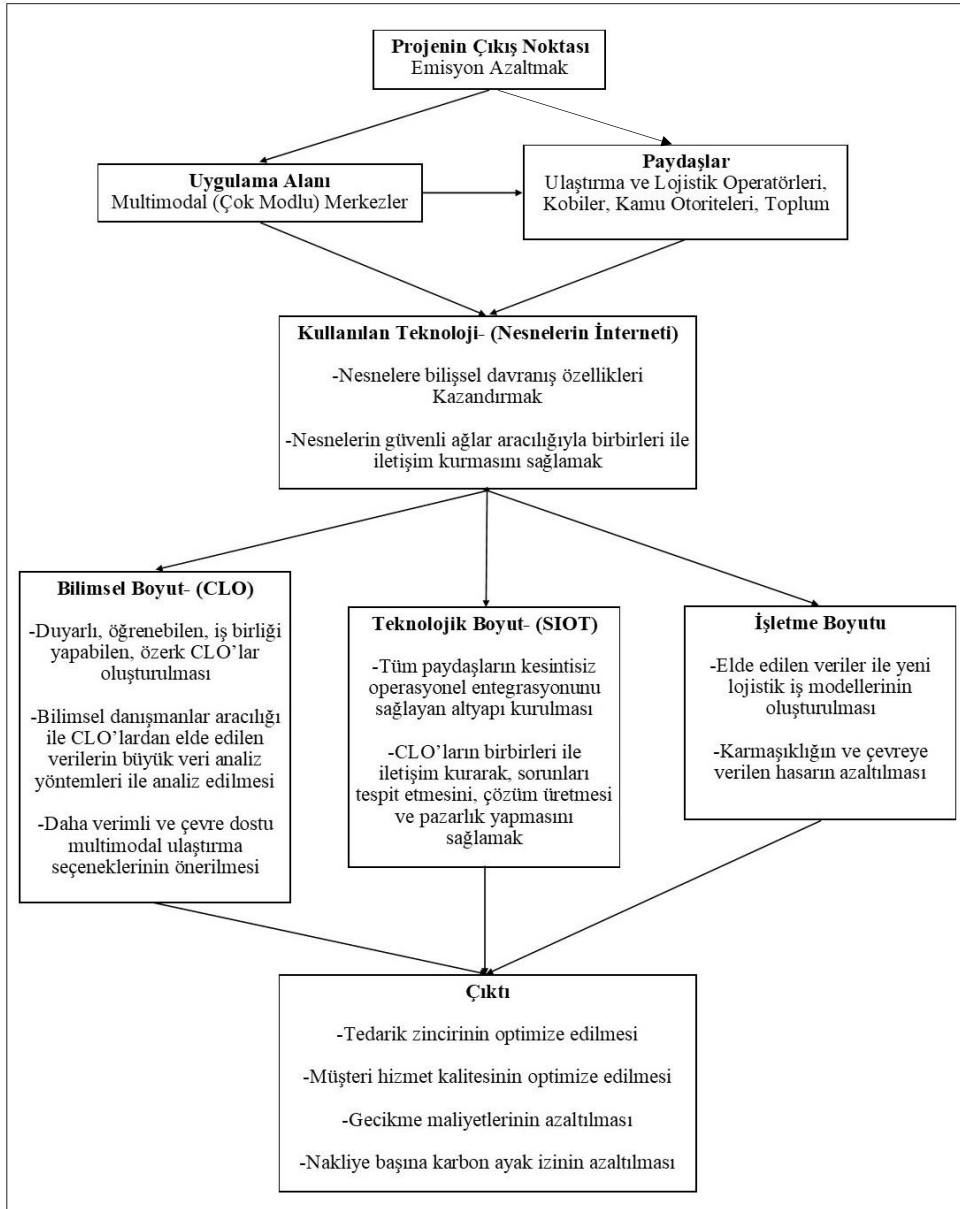 Projenin Çıkış Noktası
Emisyon Azaltmak
Uygulama Alanı
Multimodal (Çok Modlu) Merkezler
Paydaşlar
Ulaştırma ve Lojistik Operatörleri,
Kobiler, Kamu Otoriteleri, Toplum
Kullanılan Teknoloji- (Nesnelerin İnterneti)
-Nesnelere bilişsel davranış özellikleri
Kazandırmak
-Nesnelerin güvenli ağlar aracılığıyla birbirleri ile
iletişim kurmasını sağlamak
Bilimsel Boyut- (CLO)
-Duyarlı, öğrenebilen, iş birliği
yapabilen, özerk CLO’lar
oluşturulması
-Bilimsel danışmanlar aracılığı
ile CLO’lardan elde edilen
verilerin büyük veri analiz
yöntemleri ile analiz edilmesi
-Daha verimli ve çevre dostu
multimodal ulaştırma
seçeneklerinin önerilmesi
Teknolojik Boyut- (SIOT)
-Tüm paydaşların kesintisiz
operasyonel entegrasyonunu
sağlayan altyapı kurulması
-CLO’ların birbirleri ile
iletişim kurarak, sorunları
tespit etmesini, çözüm üretmesi
ve pazarlık yapmasını
sağlamak
İşletme Boyutu
-Elde edilen veriler ile yeni
lojistik iş modellerinin
oluşturulması
-Karmaşıklığın ve çevreye
verilen hasarın azaltılması
Çıktı
-Tedarik zincirinin optimize edilmesi
-Müşteri hizmet kalitesinin optimize edilmesi
-Gecikme maliyetlerinin azaltılması
-Nakliye başına karbon ayak izinin azaltılması